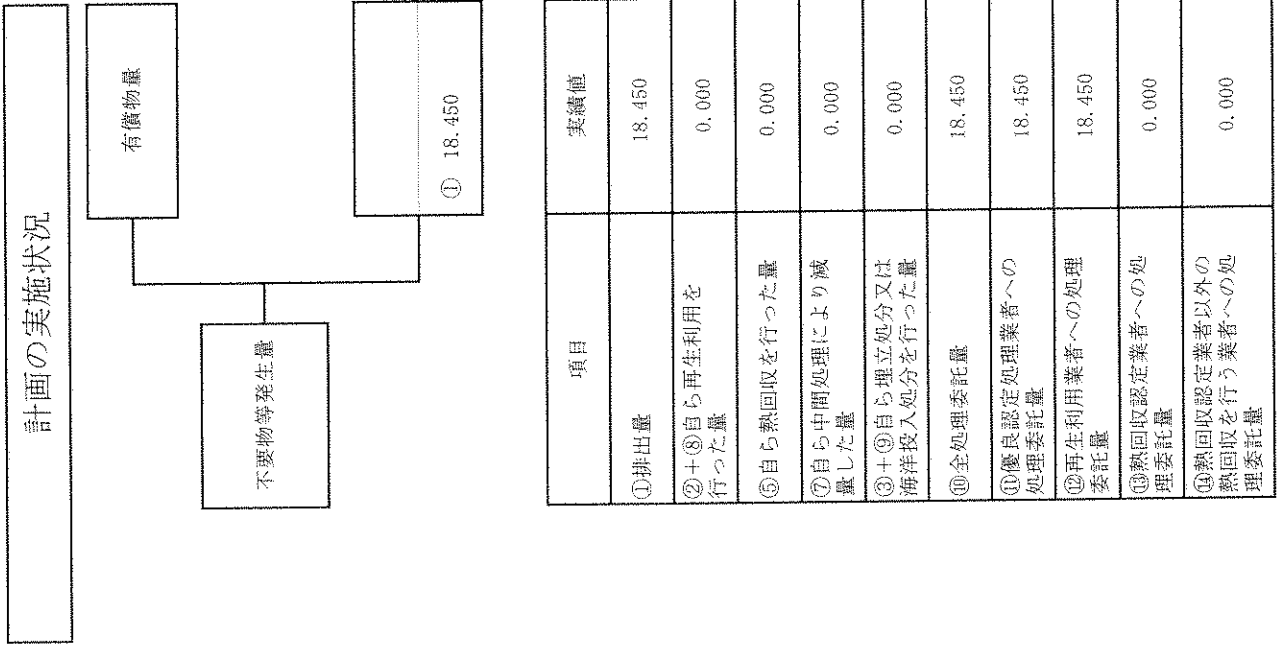 計画の実施状況
有償物量
不要物等発生量
① 18.450
項目
実績値
①排出量
18.450
②+⑧自ら再生利用を
行った量
0.000
⑤自ら熱回収を行った量
0.000
⑦自ら中間処理により減
量した量
0.000
③+⑨自ら埋立処分又は
海洋投入処分を行った量
0.000
⑩全処理委託量
18.450
⑪優良認定処理業者への
処理委託量
18.450
⑫再生利用業者への処理
委託量
18.450
⑬熱回収認定業者への処
理委託量
0.000
⑭熱回収認定業者以外の
熱回収を行う業者への処
理委託量
0.000